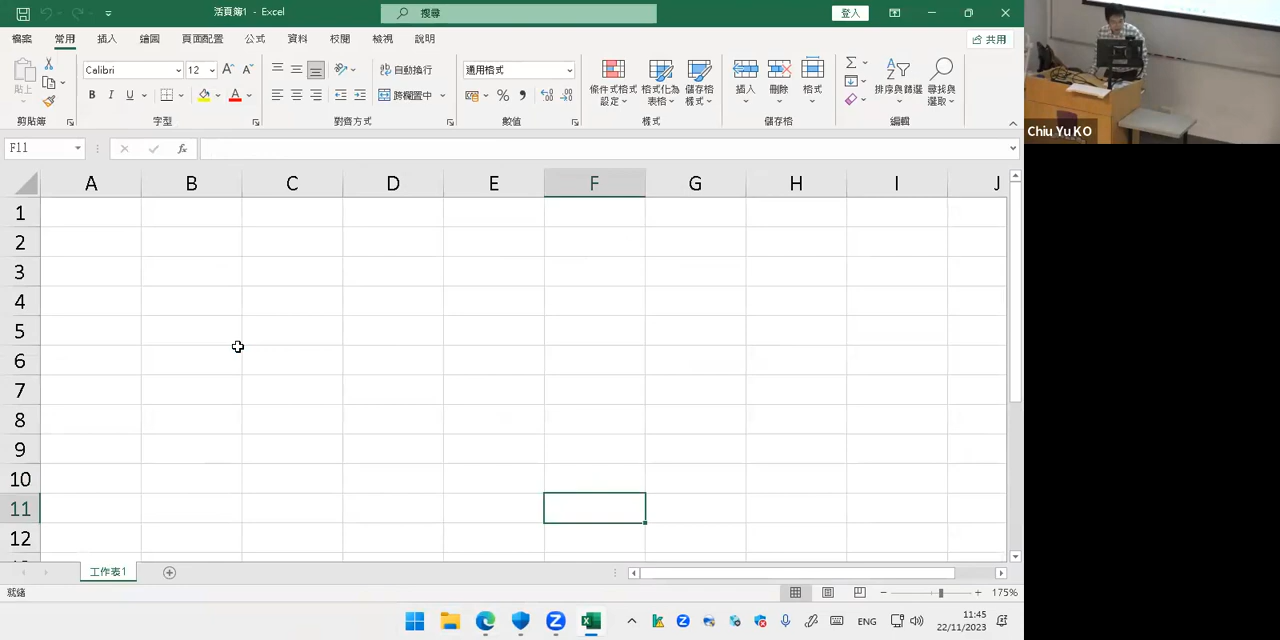 活頁簿1 - Excel
搜尋
登入
檔案 常用 插入 繪圖 頁面配置 公式 資料 校閱 檢視 說明
共用
貼上
Calibri 12
B I U
自動換行
跨欄置中
通用格式
條件式格式設定 格式化為表格 儲存格樣式
插入 刪除 格式
排序與篩選 尋找與選取
剪貼簿 字型 對齊方式 數值 樣式 儲存格 編輯
F11
fx
A B C D E F G H I J
1
2
3
4
5
6
7
8
9
10
11
12
工作表1
就緒
175%
ENG
11:45
22/11/2023
Chiu Yu KO